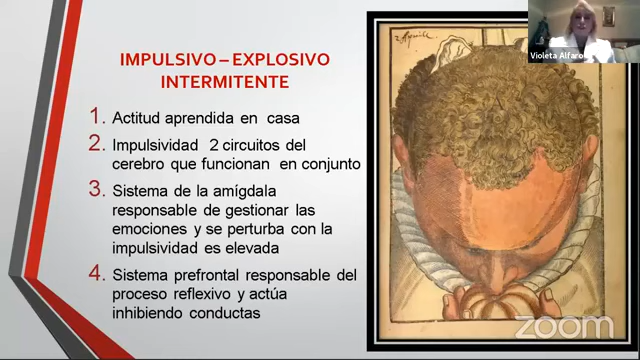 IMPULSIVO – EXPLOSIVO
INTERMITENTE
1. Actitud aprendida en casa
2. Impulsividad 2 circuitos del
cerebro que funcionan en conjunto
3. Sistema de la amígdala
responsable de gestionar las
emociones y se perturba con la
impulsividad es elevada
4. Sistema prefrontal responsable del
proceso reflexivo y actúa
inhibiendo conductas
Violeta Alfaro
zoom